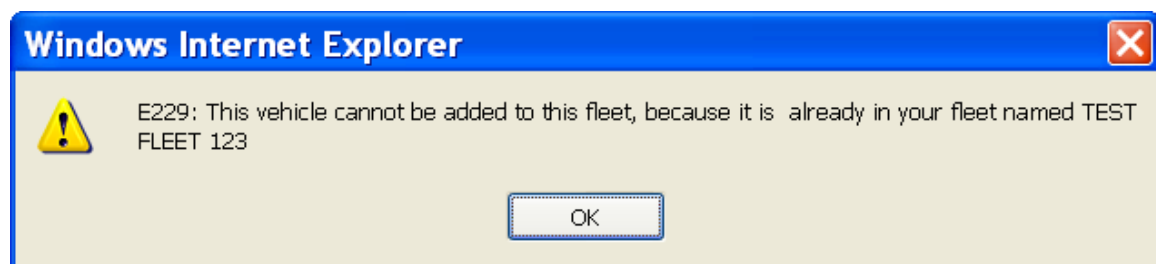 Windows Internet Explorer
E229: This vehicle cannot be added to this fleet, because it is  already in your fleet named TEST
FLEET 123
OK